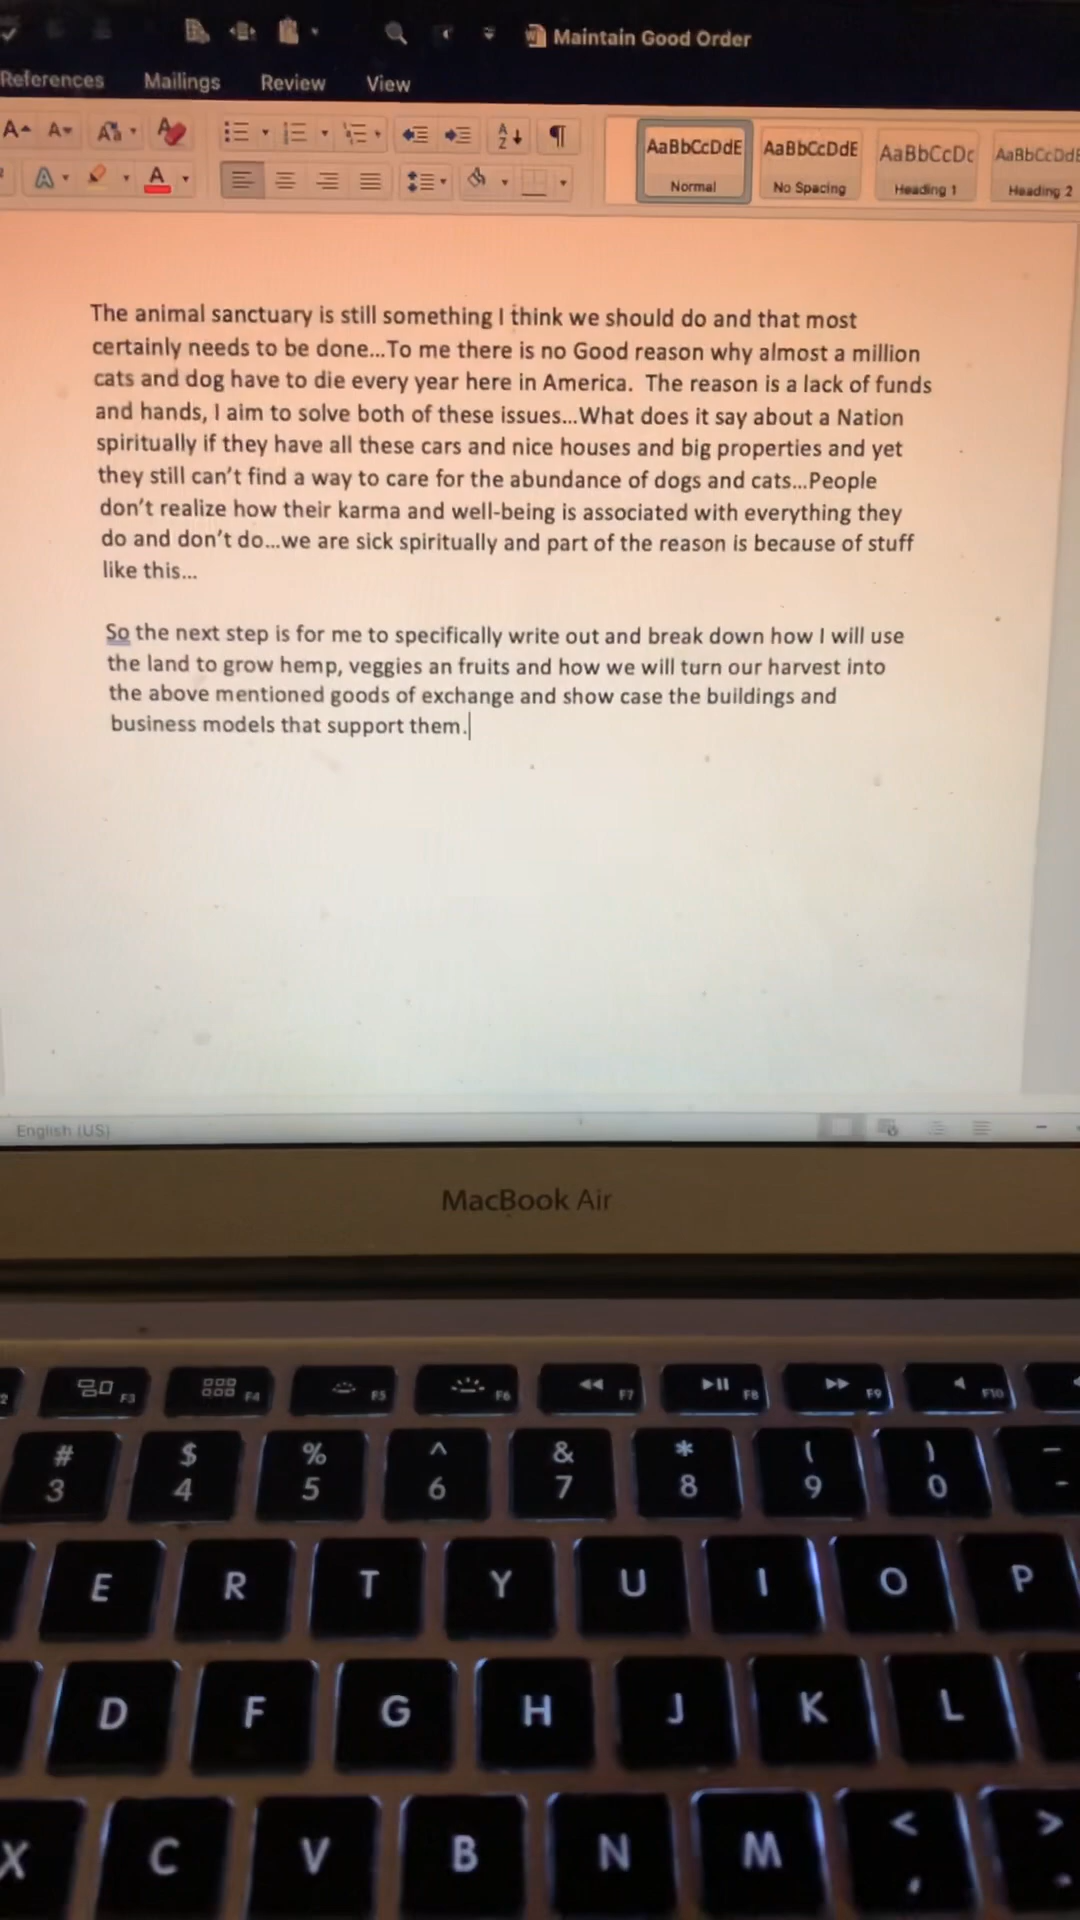 Maintain Good Order
References Mailings Review View
A A Aa A
AaBbCcDdE AaBbCcDdE AaBbCcDc AaBbCcDdE
A A
Normal No Spacing Heading 1 Heading 2
The animal sanctuary is still something I think we should do and that most
certainly needs to be done...To me there is no Good reason why almost a million
cats and dog have to die every year here in America. The reason is a lack of funds
and hands, I aim to solve both of these issues...What does it say about a Nation
spiritually if they have all these cars and nice houses and big properties and yet
they still can't find a way to care for the abundance of dogs and cats...People
don't realize how their karma and well-being is associated with everything they
do and don't do...we are sick spiritually and part of the reason is because of stuff
like this...
So the next step is for me to specifically write out and break down how I will use
the land to grow hemp, veggies an fruits and how we will turn our harvest into
the above mentioned goods of exchange and show case the buildings and
business models that support them.
English (US)
MacBook Air
F3 F4 F5 F6 F7 F8 F9 F10
# $ % ^ & * ( )
3 4 5 6 7 8 9 0
E R T Y U I O P
D F G H J K L
X C V B N M < >